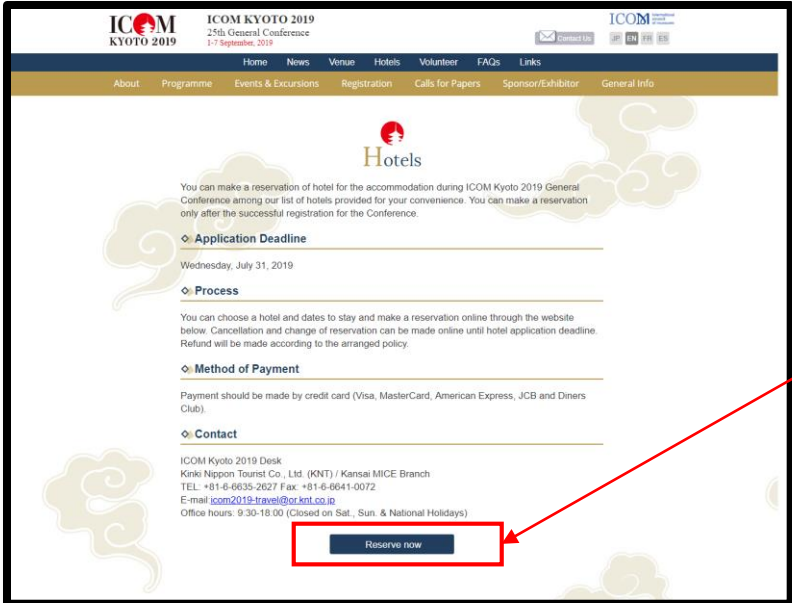 ICOM
KYOTO 2019
ICOM KYOTO 2019
25th General Conference
1-7 September, 2019
Contact Us
ICOM international council of museums
JP EN FR ES
Home News Venue Hotels Volunteer FAQs Links
About Programme Events & Excursions Registration Calls for Papers Sponsor/Exhibitor General Info
Hotels
You can make a reservation of hotel for the accommodation during ICOM Kyoto 2019 General
Conference among our list of hotels provided for your convenience. You can make a reservation
only after the successful registration for the Conference.
Application Deadline
Wednesday, July 31, 2019
Process
You can choose a hotel and dates to stay and make a reservation online through the website
below. Cancellation and change of reservation can be made online until hotel application deadline.
Refund will be made according to the arranged policy.
Method of Payment
Payment should be made by credit card (Visa, MasterCard, American Express, JCB and Diners
Club).
Contact
ICOM Kyoto 2019 Desk
Kinki Nippon Tourist Co., Ltd. (KNT) / Kansai MICE Branch
TEL: +81-6-6635-2627 Fax: +81-6-6641-0072
E-mail:icom2019-travel@or.knt.co.jp
Office hours: 9:30-18:00 (Closed on Sat., Sun. & National Holidays)
Reserve now